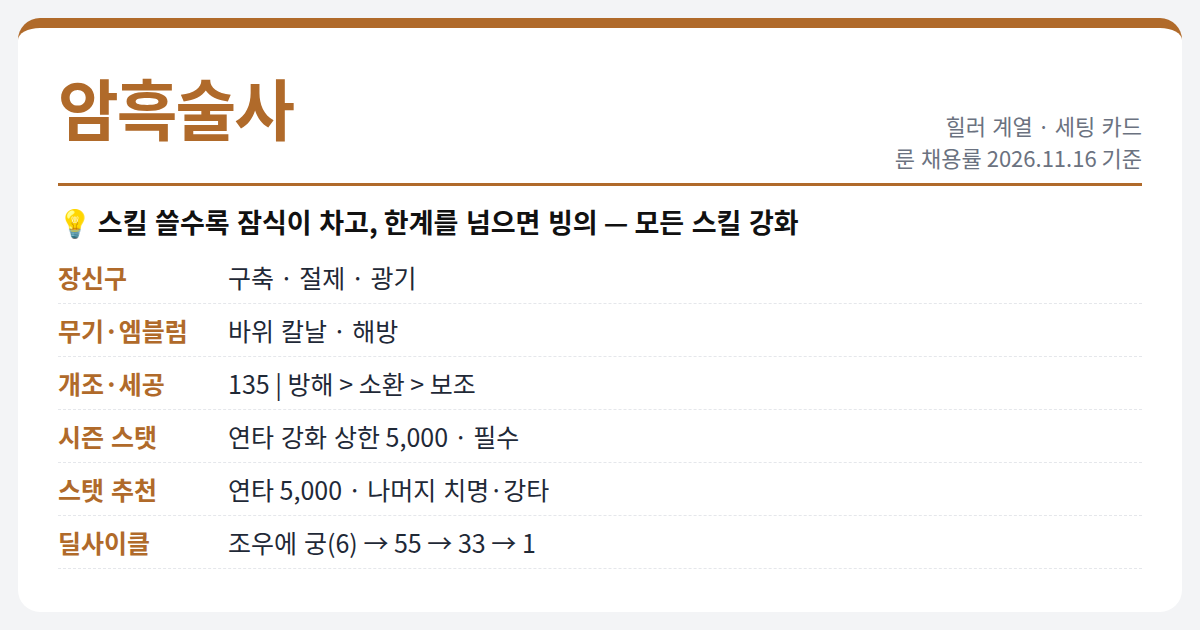 암흑술사
힐러 계열 · 세팅 카드
룬 채용률 2026.11.16 기준
💡 스킬 쓸수록 잠식이 차고, 한계를 넘으면 빙의 — 모든 스킬 강화
장신구 구축 · 절제 · 광기
무기·엠블럼 바위 칼날 · 해방
개조·세공 135 | 방해 > 소환 > 보조
시즌 스탯 연타 강화 상한 5,000 · 필수
스탯 추천 연타 5,000 · 나머지 치명·강타
딜사이클 조우에 궁(6) → 55 → 33 → 1